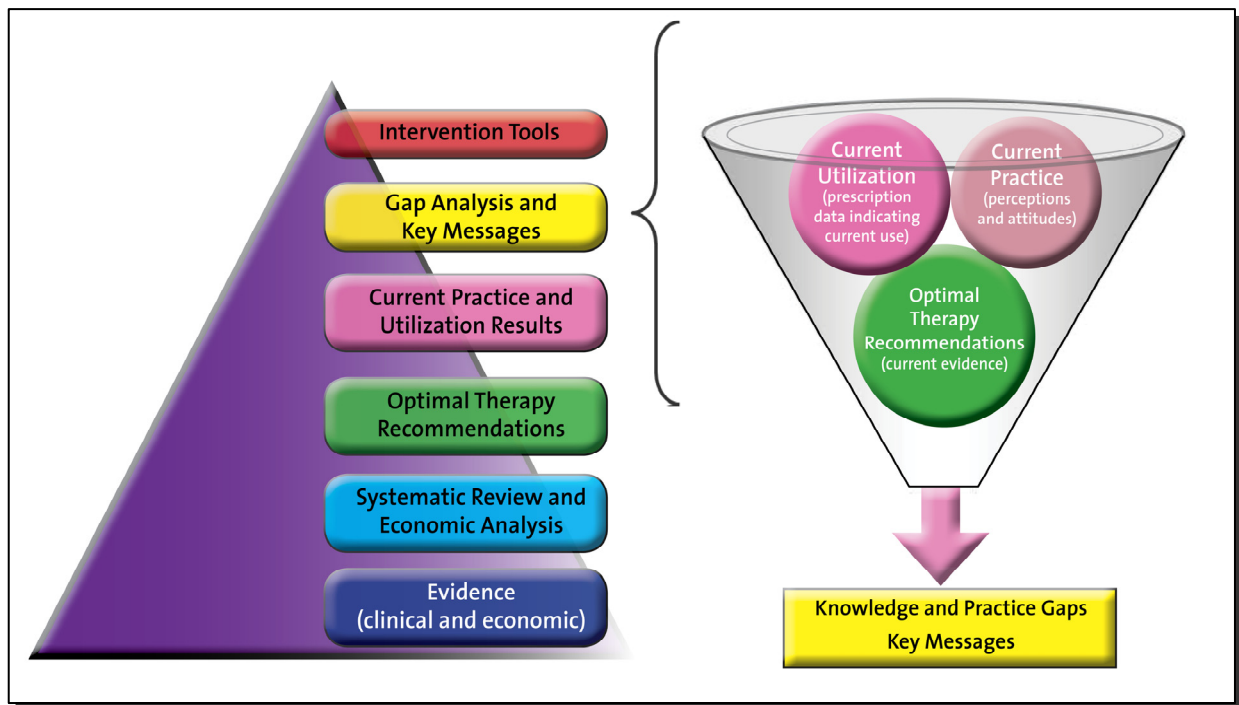 Intervention Tools
Gap Analysis and
Key Messages
Current Practice and
Utilization Results
Optimal Therapy
Recommendations
Systematic Review and
Economic Analysis
Evidence
(clinical and economic)
Current
Utilization
(prescription
data indicating
current use)
Current
Practice
(perceptions
and attitudes)
Optimal
Therapy
Recommendations
(current evidence)
Knowledge and Practice Gaps
Key Messages